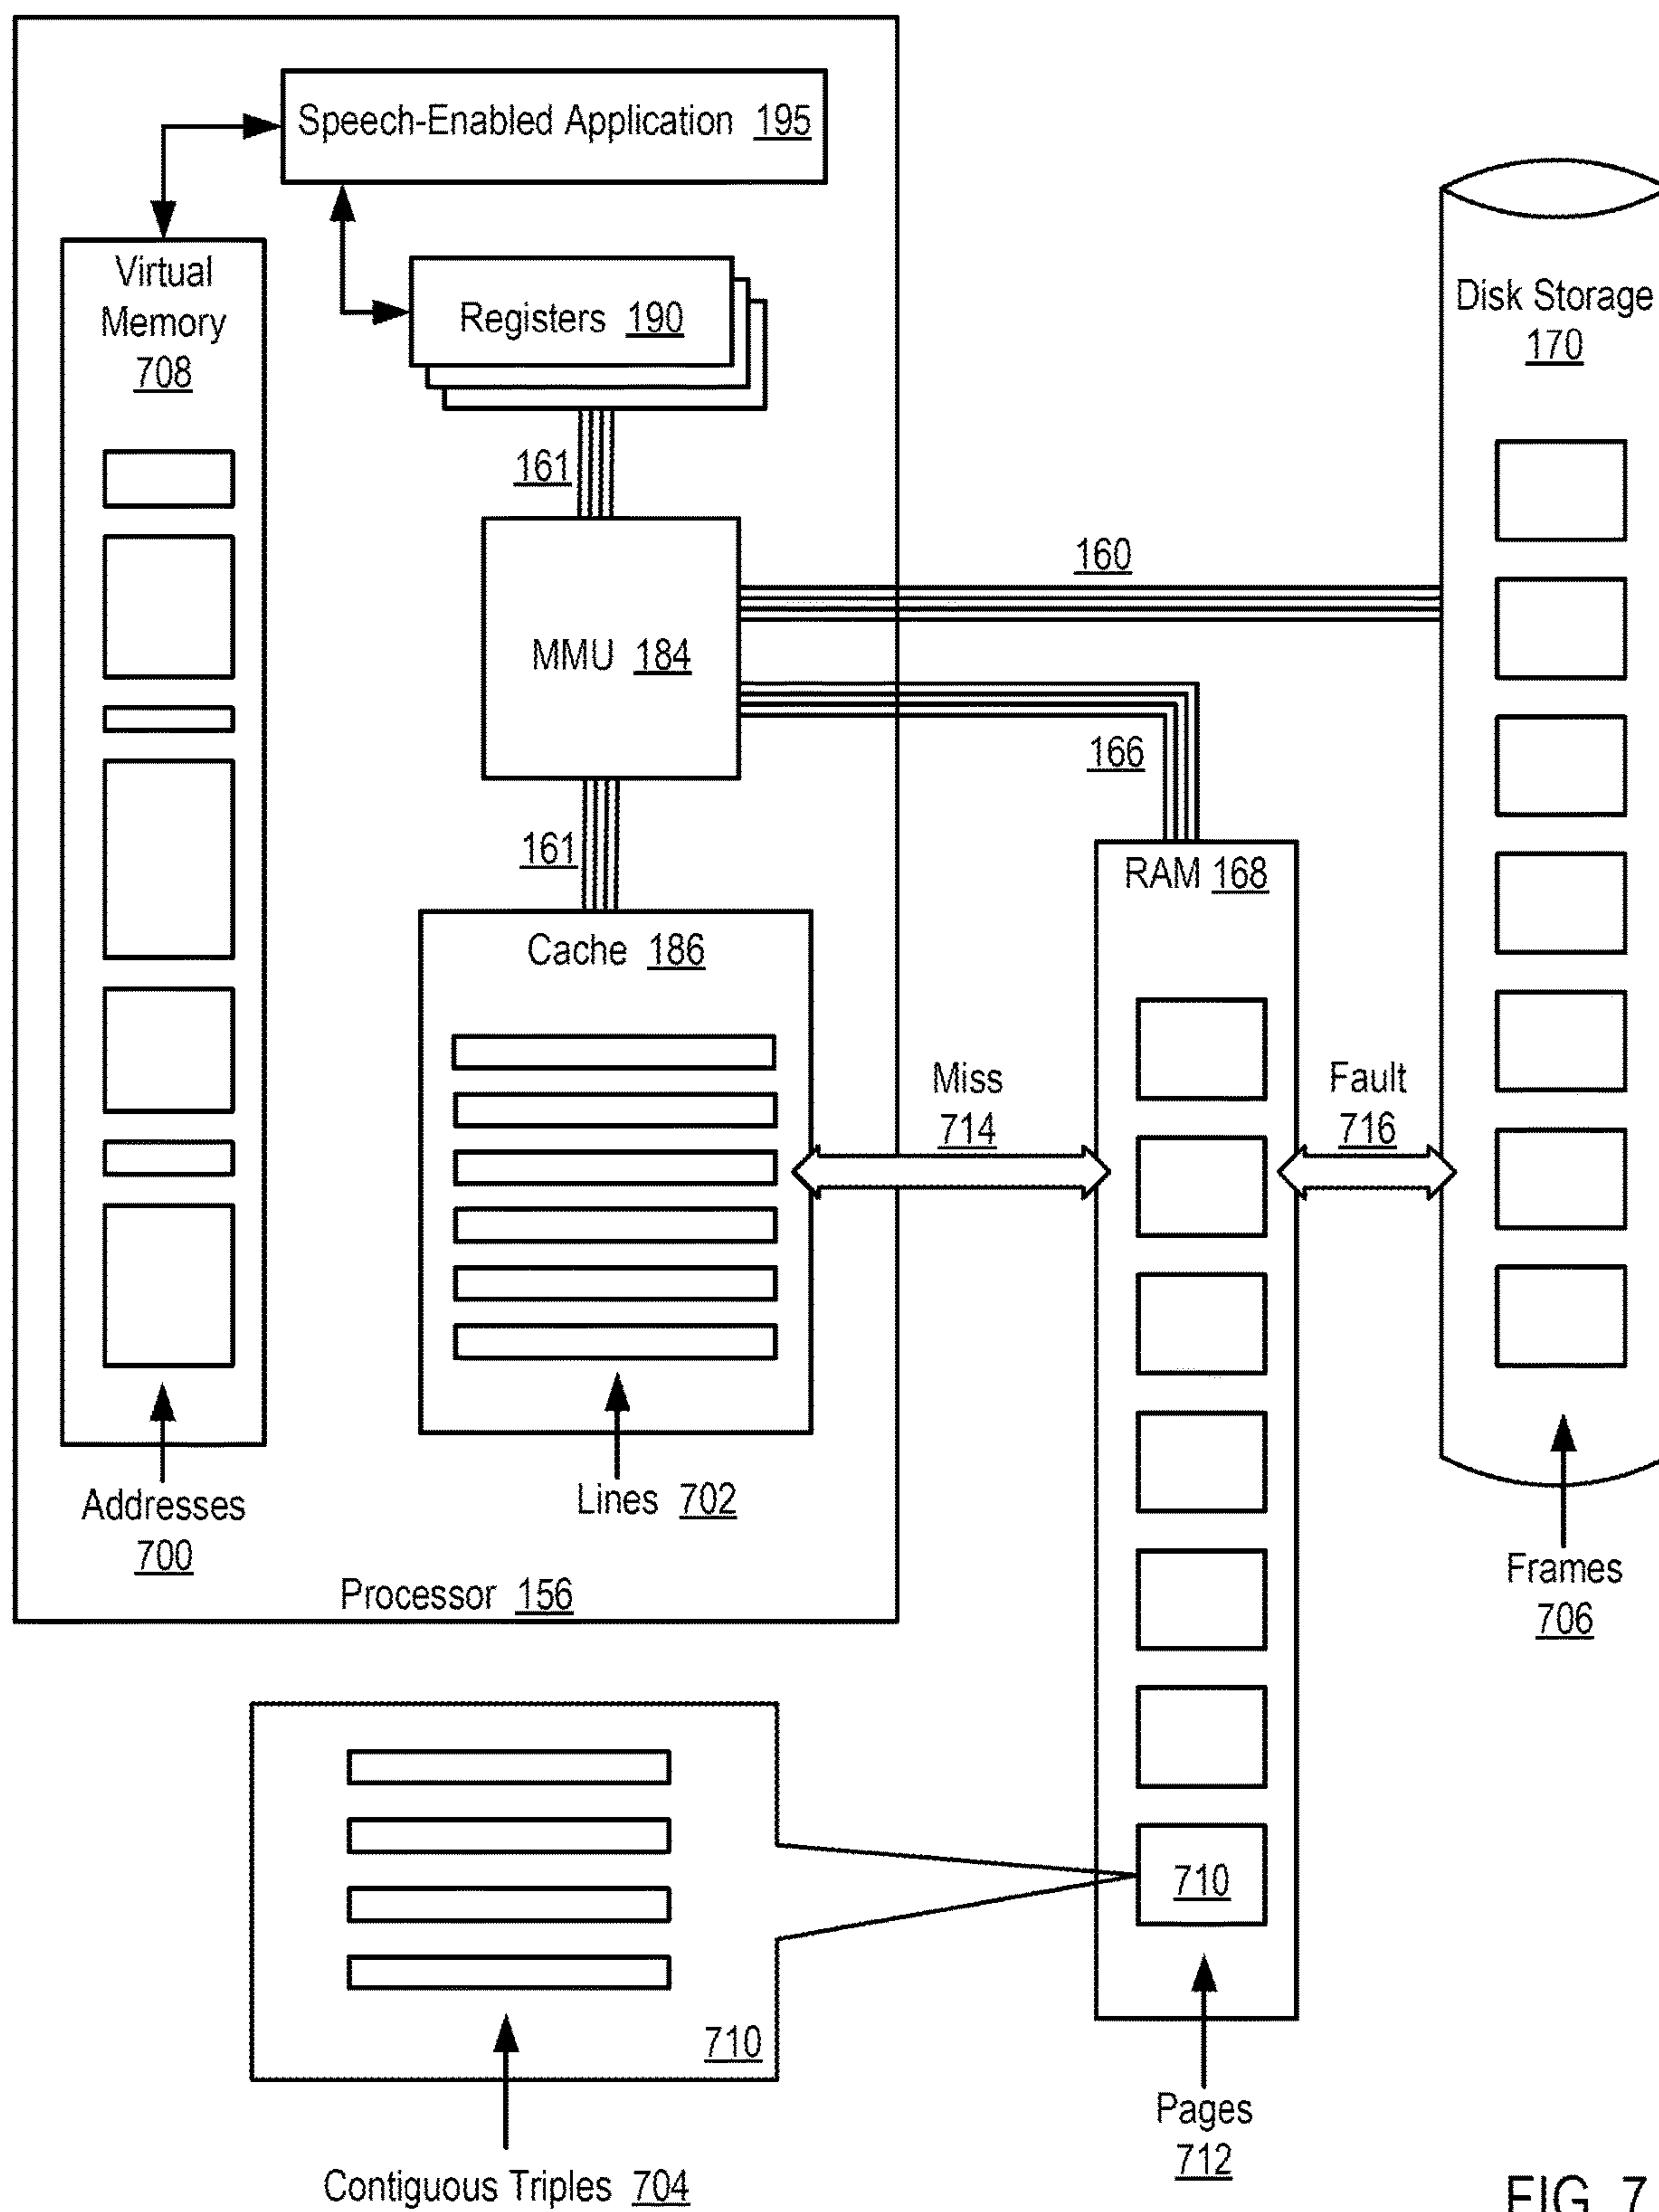 Speech-Enabled Application 195
Virtual
Memory
708
Registers 190
Disk Storage
170
161
160
MMU 184
166
161
RAM 168
Cache 186
Miss
714
Fault
716
Addresses
700
Lines 702
Frames
706
Processor 156
710
710
Pages
712
Contiguous Triples 704
FIG. 7